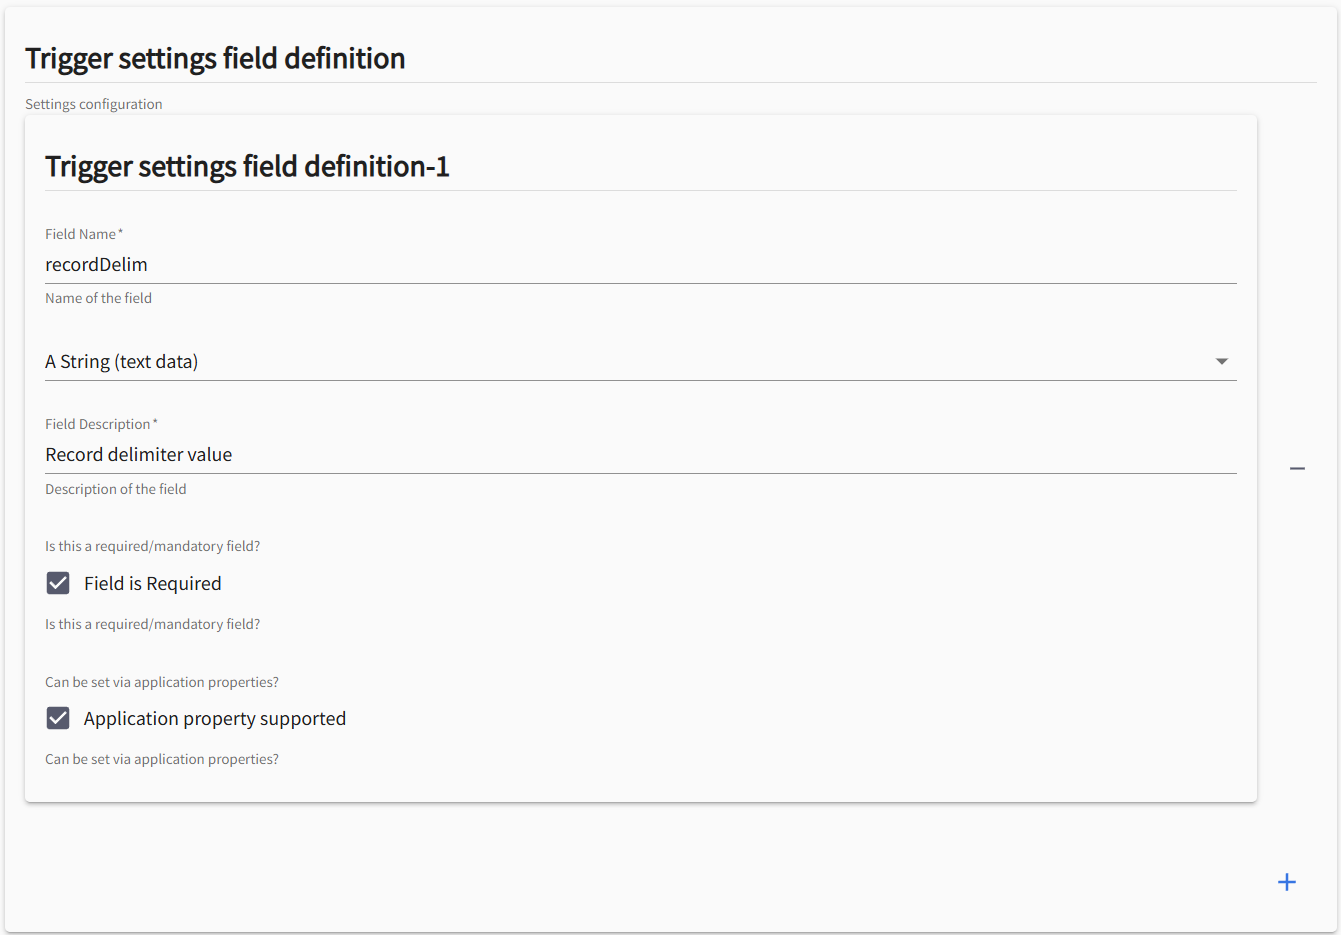 Trigger settings field definition
Settings configuration
Trigger settings field definition-1
Field Name*
recordDelim
Name of the field
A String (text data)
Field Description*
Record delimiter value
Description of the field
Is this a required/mandatory field?
Field is Required
Is this a required/mandatory field?
Can be set via application properties?
Application property supported
Can be set via application properties?